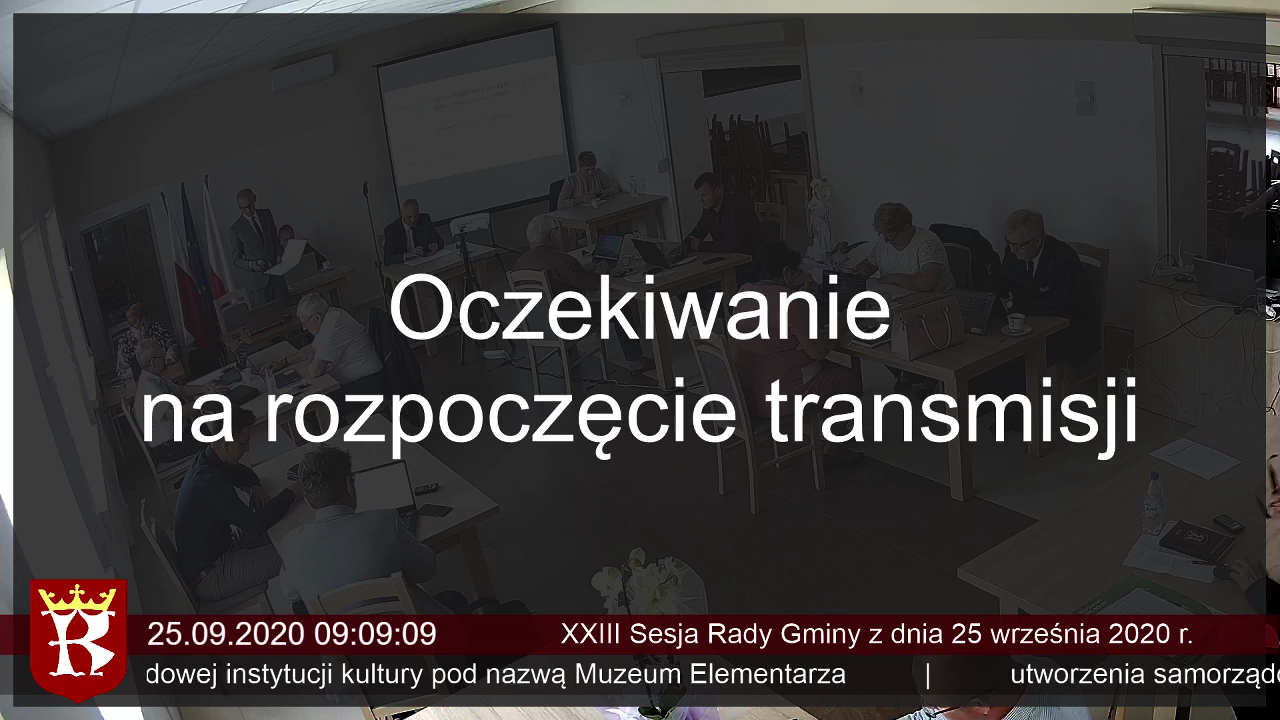 Oczekiwanie
na rozpoczęcie transmisji
25.09.2020 09:09:09
XXIII Sesja Rady Gminy z dnia 25 września 2020 r.
dowej instytucji kultury pod nazwą Muzeum Elementarza | utworzenia samorząd